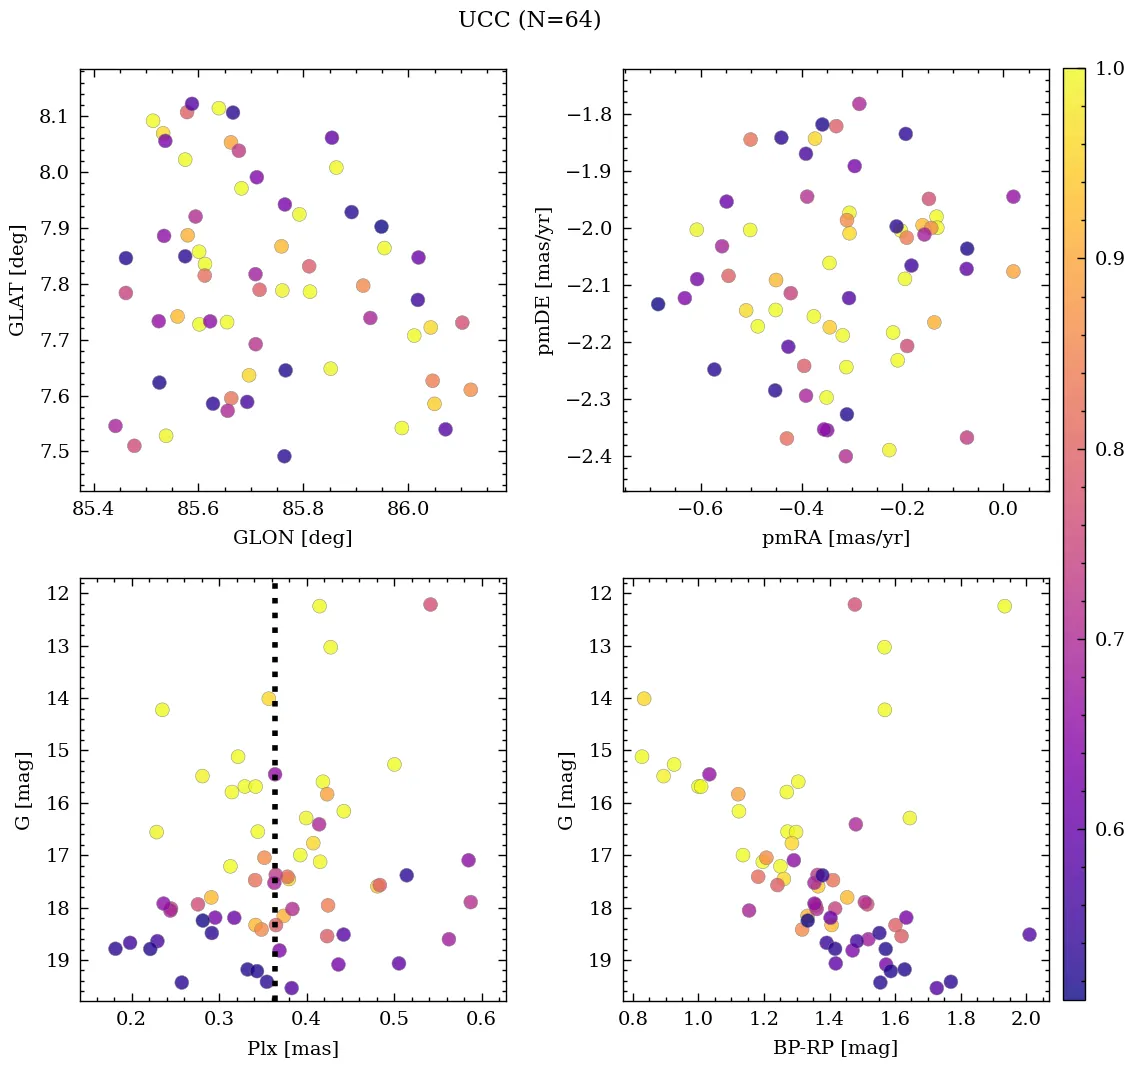 UCC (N=64)
8.1
8.0
7.9
7.8
7.7
7.6
7.5
GLAT [deg]
85.4 85.6 85.8 86.0
GLON [deg]
−1.8
−1.9
−2.0
−2.1
−2.2
−2.3
−2.4
pmDE [mas/yr]
−0.6 −0.4 −0.2 0.0
pmRA [mas/yr]
12
13
14
15
16
17
18
19
G [mag]
0.2 0.3 0.4 0.5 0.6
Plx [mas]
12
13
14
15
16
17
18
19
G [mag]
0.8 1.0 1.2 1.4 1.6 1.8 2.0
BP-RP [mag]
1.0
0.9
0.8
0.7
0.6